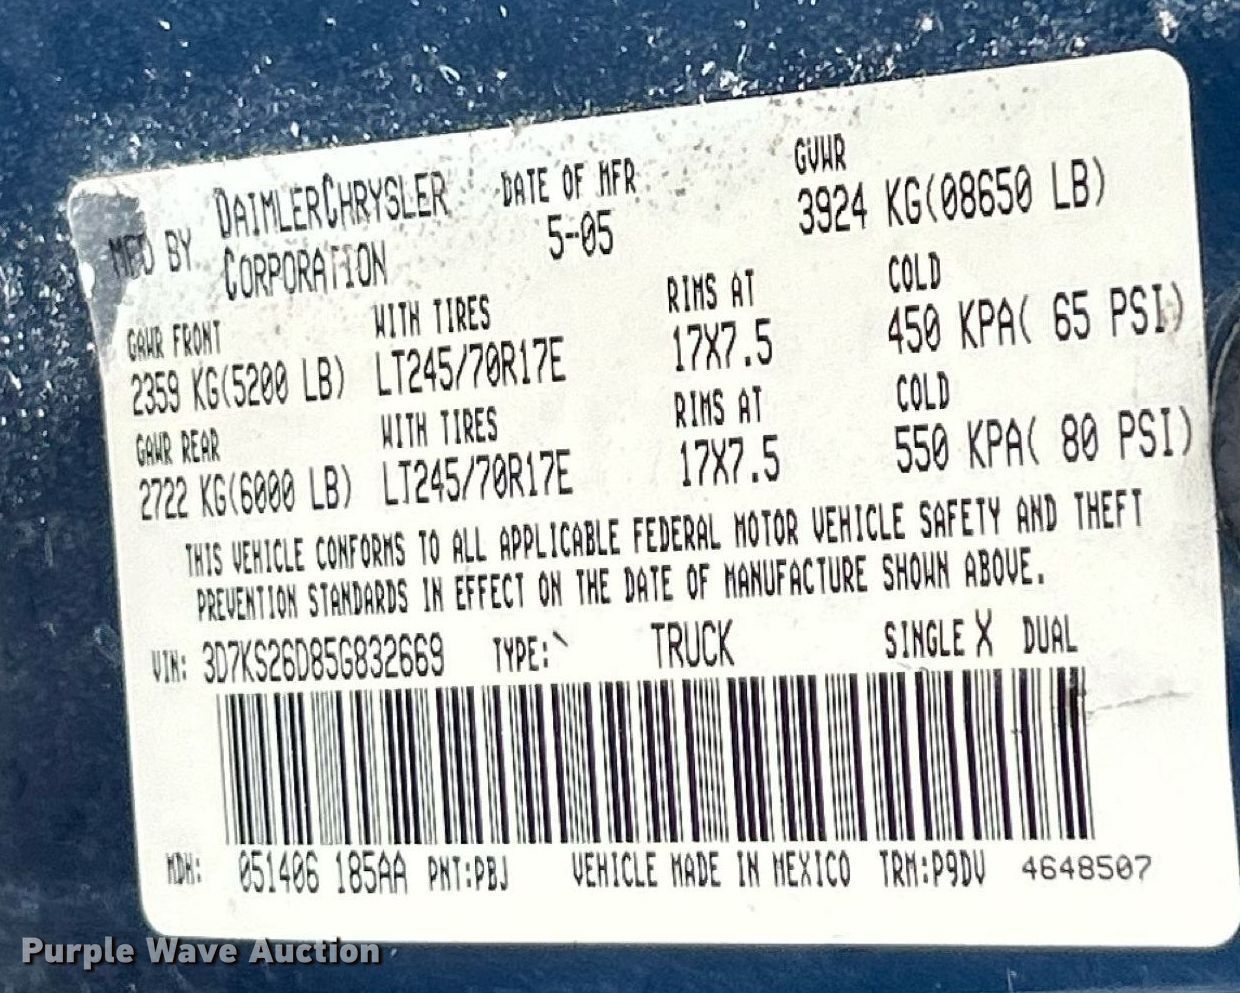 MFD BY DAIMLERCHRYSLER CORPORATION DATE OF MFR 5-05 GVWR 3924 KG(08650 LB)
GAWR FRONT WITH TIRES RIMS AT COLD
2359 KG(5200 LB) LT245/70R17E 17X7.5 450 KPA( 65 PSI)
GAWR REAR WITH TIRES RIMS AT COLD
2722 KG(6000 LB) LT245/70R17E 17X7.5 550 KPA( 80 PSI)
THIS VEHICLE CONFORMS TO ALL APPLICABLE FEDERAL MOTOR VEHICLE SAFETY AND THEFT
PREVENTION STANDARDS IN EFFECT ON THE DATE OF MANUFACTURE SHOWN ABOVE.
VIN: 3D7KS26D85G832669 TYPE: TRUCK SINGLE X DUAL
MDH: 051406 185AA PNT:PBJ VEHICLE MADE IN MEXICO TRM:P9DV 4648507
Purple Wave Auction